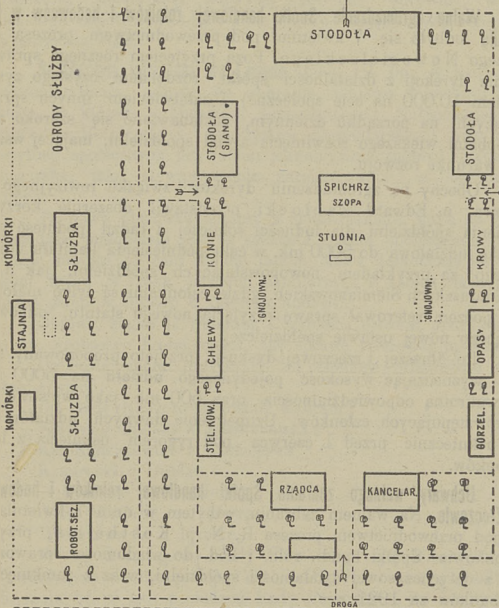 STODOŁA
OGRODY SŁUŻBY
STODOŁA
(SIANO)
STODOŁA
SPICHRZ
SZOPA
STUDNIA
KOMÓRKI
SŁUŻBA
KONIE
KROWY
GNOJOWN.
GNOJOWN.
STAJNIA
CHLEWY
OPASY
KOMÓRKI
SŁUŻBA
STEL.KOW.
GORZEL.
RZĄDCA
KANCELAR.
ROBOT.SEZ.
DROGA